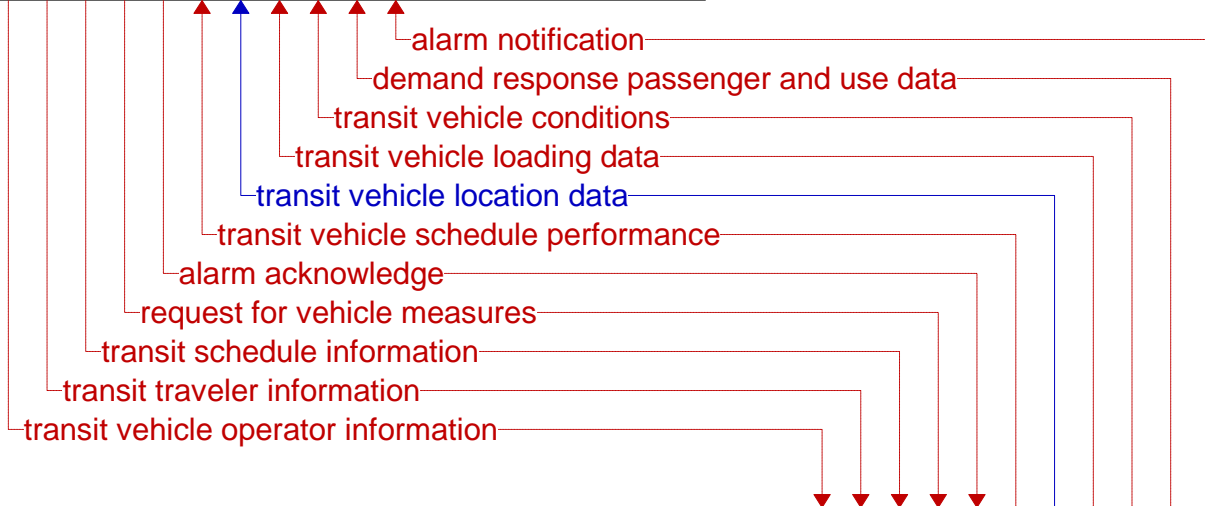 alarm notification
demand response passenger and use data
transit vehicle conditions
transit vehicle loading data
transit vehicle location data
transit vehicle schedule performance
alarm acknowledge
request for vehicle measures
transit schedule information
transit traveler information
transit vehicle operator information